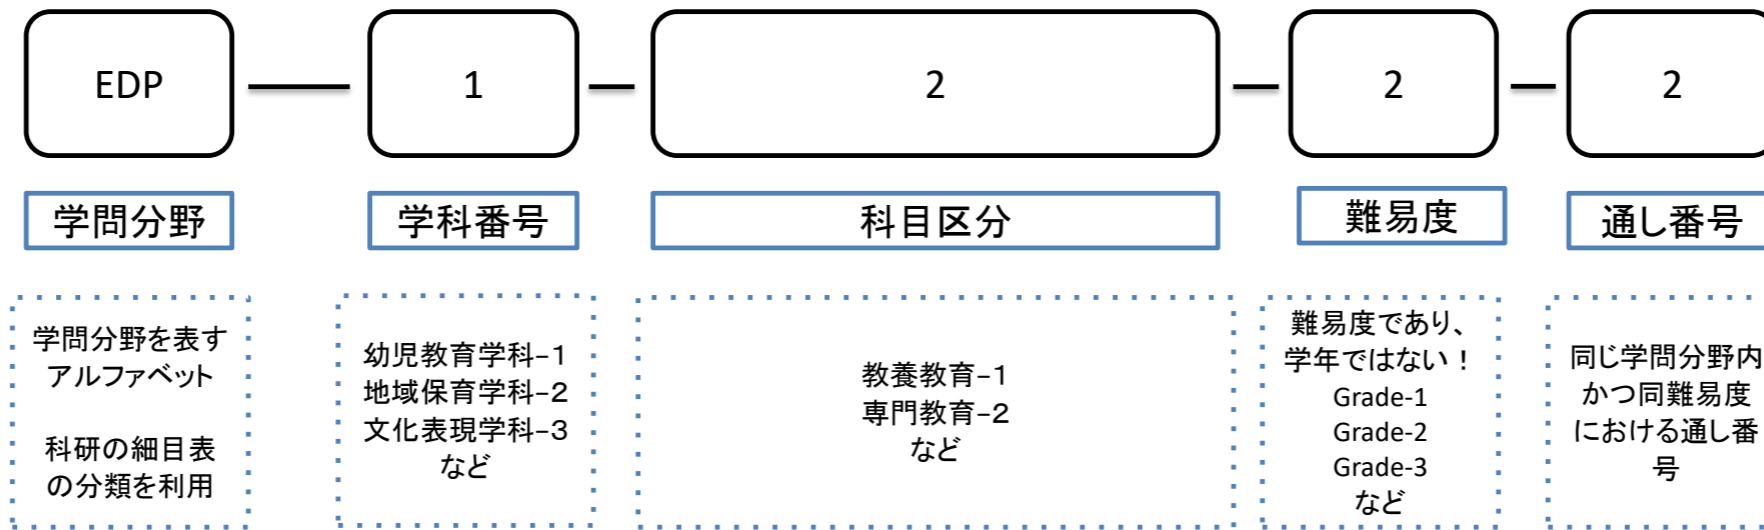 EDP
1
2
2
2
学問分野
学科番号
科目区分
難易度
通し番号
学問分野を表す
アルファベット
科研の細目表
の分類を利用
幼児教育学科−1
地域保育学科−2
文化表現学科−3
など
教養教育−1
専門教育−2
など
難易度であり、
学年ではない！
Grade-1
Grade-2
Grade-3
など
同じ学問分野内
かつ同難易度
における通し番
号